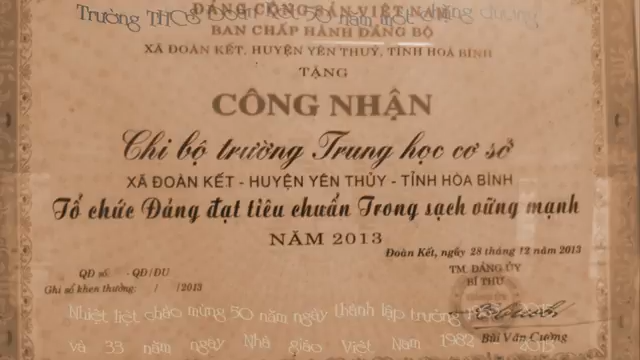 ĐẢNG CỘNG SẢN VIỆT NAM
Trường THCS Đoàn Kết 50 năm một chặng đường
BAN CHẤP HÀNH ĐẢNG BỘ
XÃ ĐOÀN KẾT, HUYỆN YÊN THUỶ, TỈNH HOÀ BÌNH
TẶNG
CÔNG NHẬN
Chi bộ trường Trung học cơ sở
XÃ ĐOÀN KẾT - HUYỆN YÊN THỦY - TỈNH HÒA BÌNH
Tổ chức Đảng đạt tiêu chuẩn Trong sạch vững mạnh
NĂM 2013
Đoàn Kết, ngày 28 tháng 12 năm 2013
QĐ số - QĐ/ĐU
Ghi sổ khen thưởng: / /2013
TM. ĐẢNG ỦY
BÍ THƯ
Nhiệt liệt chào mừng 50 năm ngày thành lập trường
Bùi Văn Cường
và 33 năm ngày Nhà giáo Việt Nam 1982